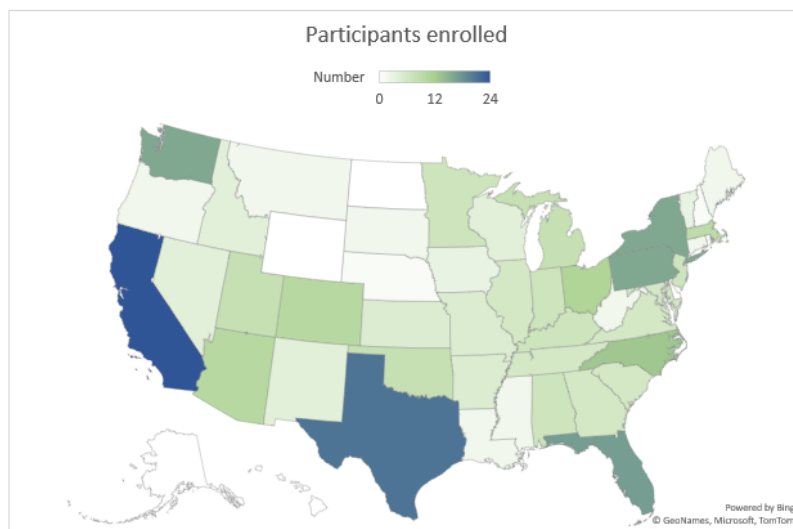 Participants enrolled
Number
0 12 24
Powered by Bing
© GeoNames, Microsoft, TomTom